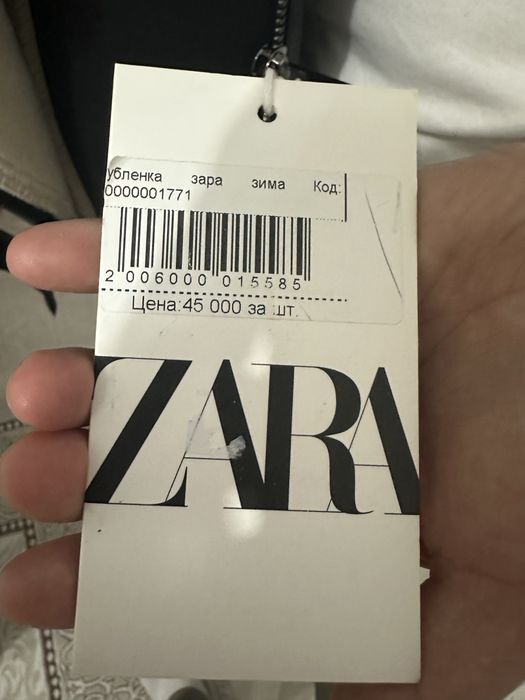 убленка зара зима Код:
0000001771
2 006000 015585
Цена:45 000 за шт.
ZARA